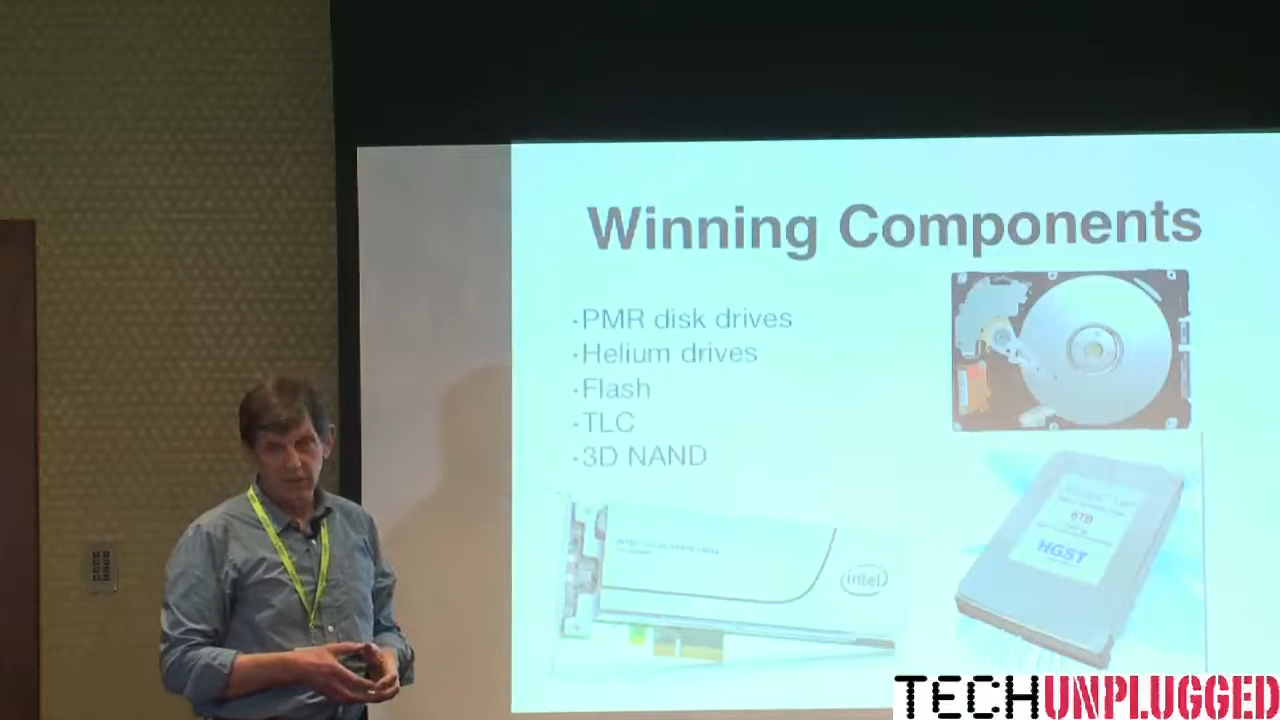 Winning Components
·PMR disk drives
·Helium drives
·Flash
·TLC
·3D NAND
intel
6TB
HGST
TECHUNPLUGGED